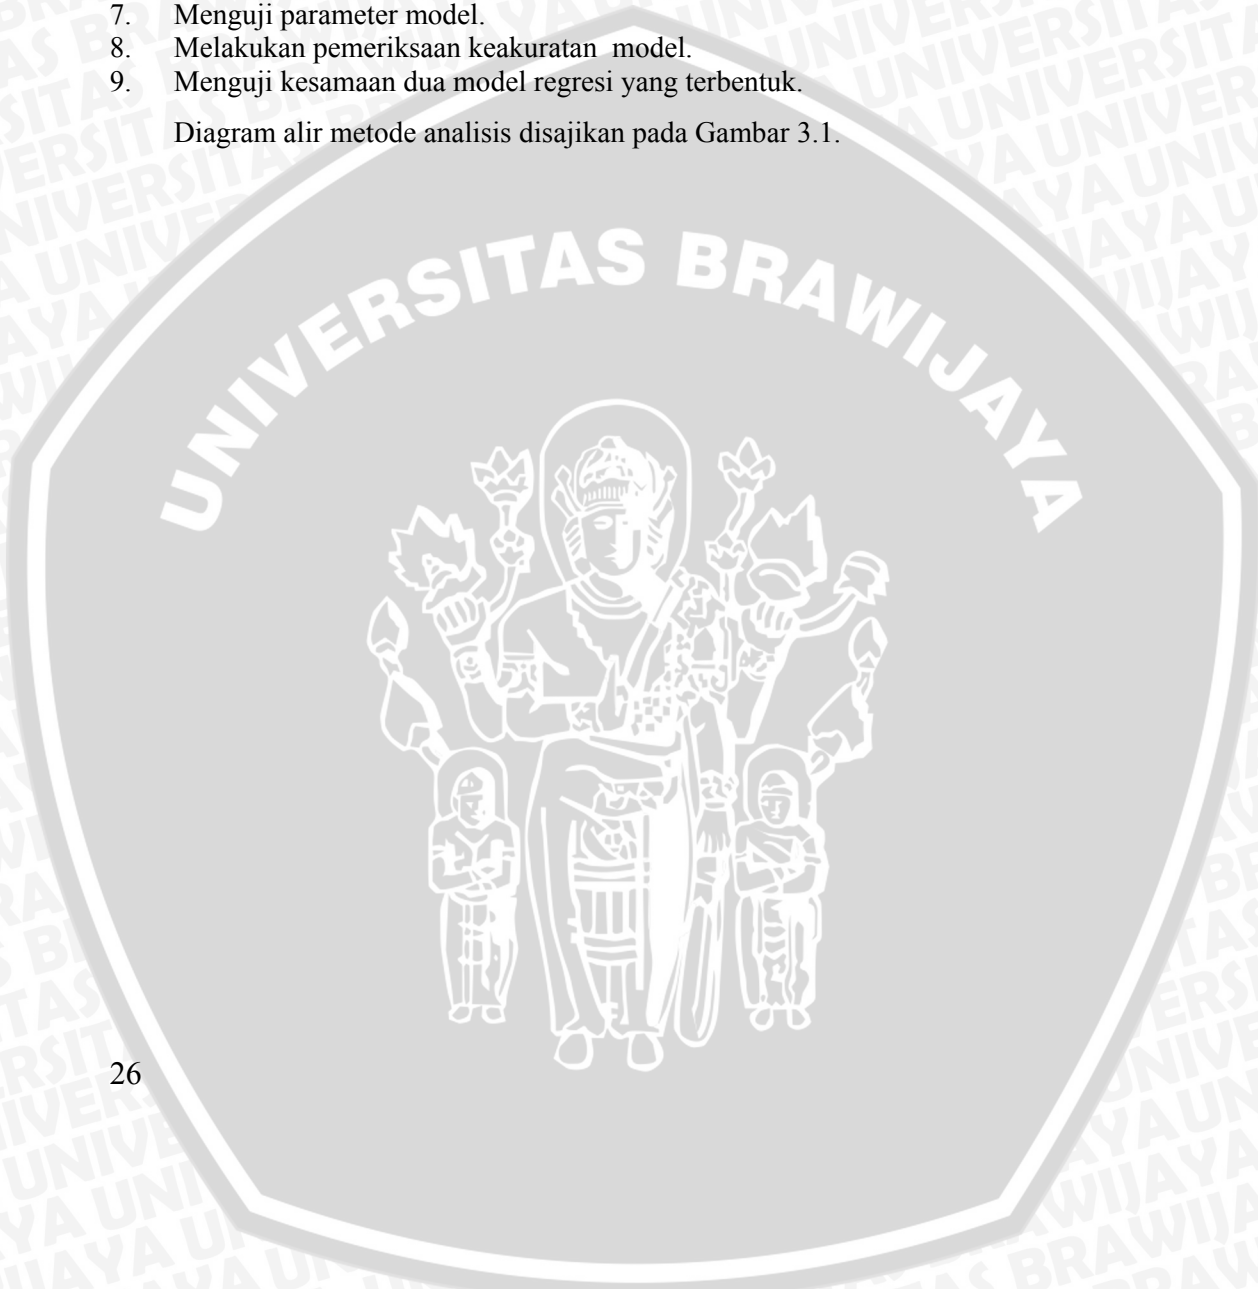 7. Menguji parameter model.
8. Melakukan pemeriksaan keakuratan  model.
9. Menguji kesamaan dua model regresi yang terbentuk.
Diagram alir metode analisis disajikan pada Gambar 3.1.
UNIVERSITAS BRAWIJAYA
26